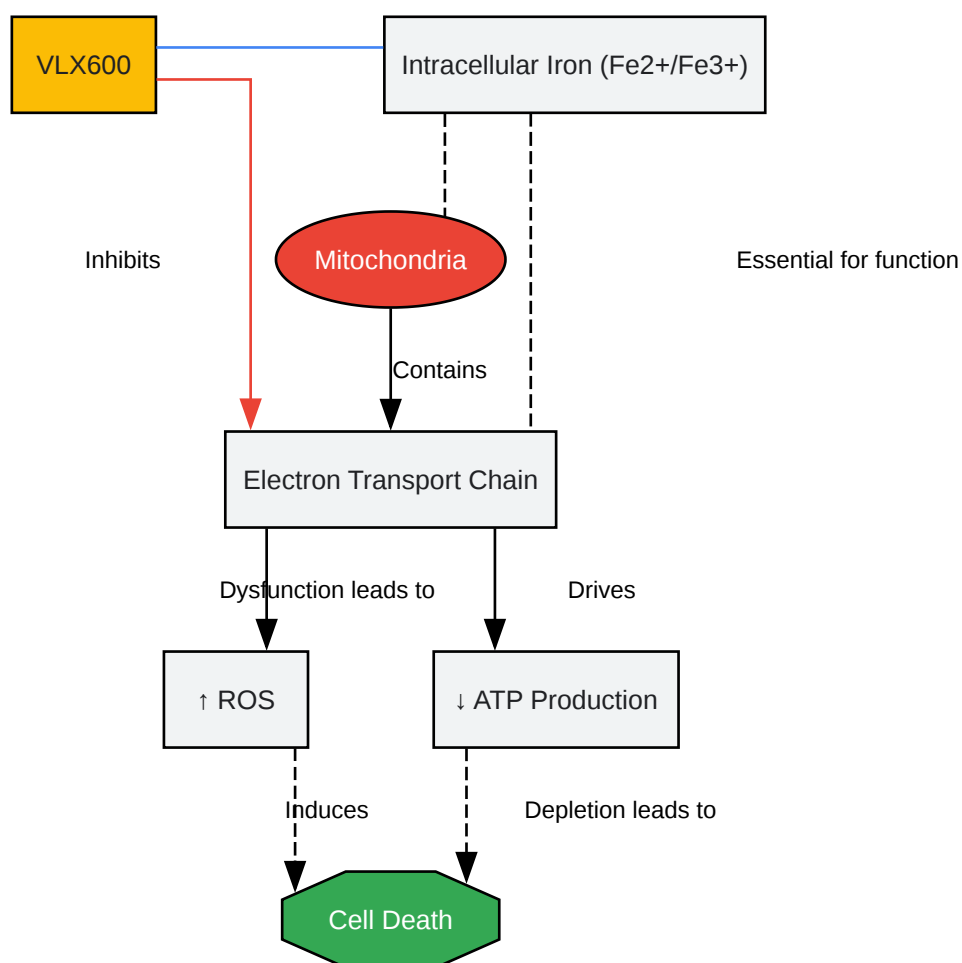 VLX600
Intracellular Iron (Fe2+/Fe3+)
Inhibits
Mitochondria
Essential for function
Contains
Electron Transport Chain
Dysfunction leads to
Drives
↑ ROS
↓ ATP Production
Induces
Depletion leads to
Cell Death